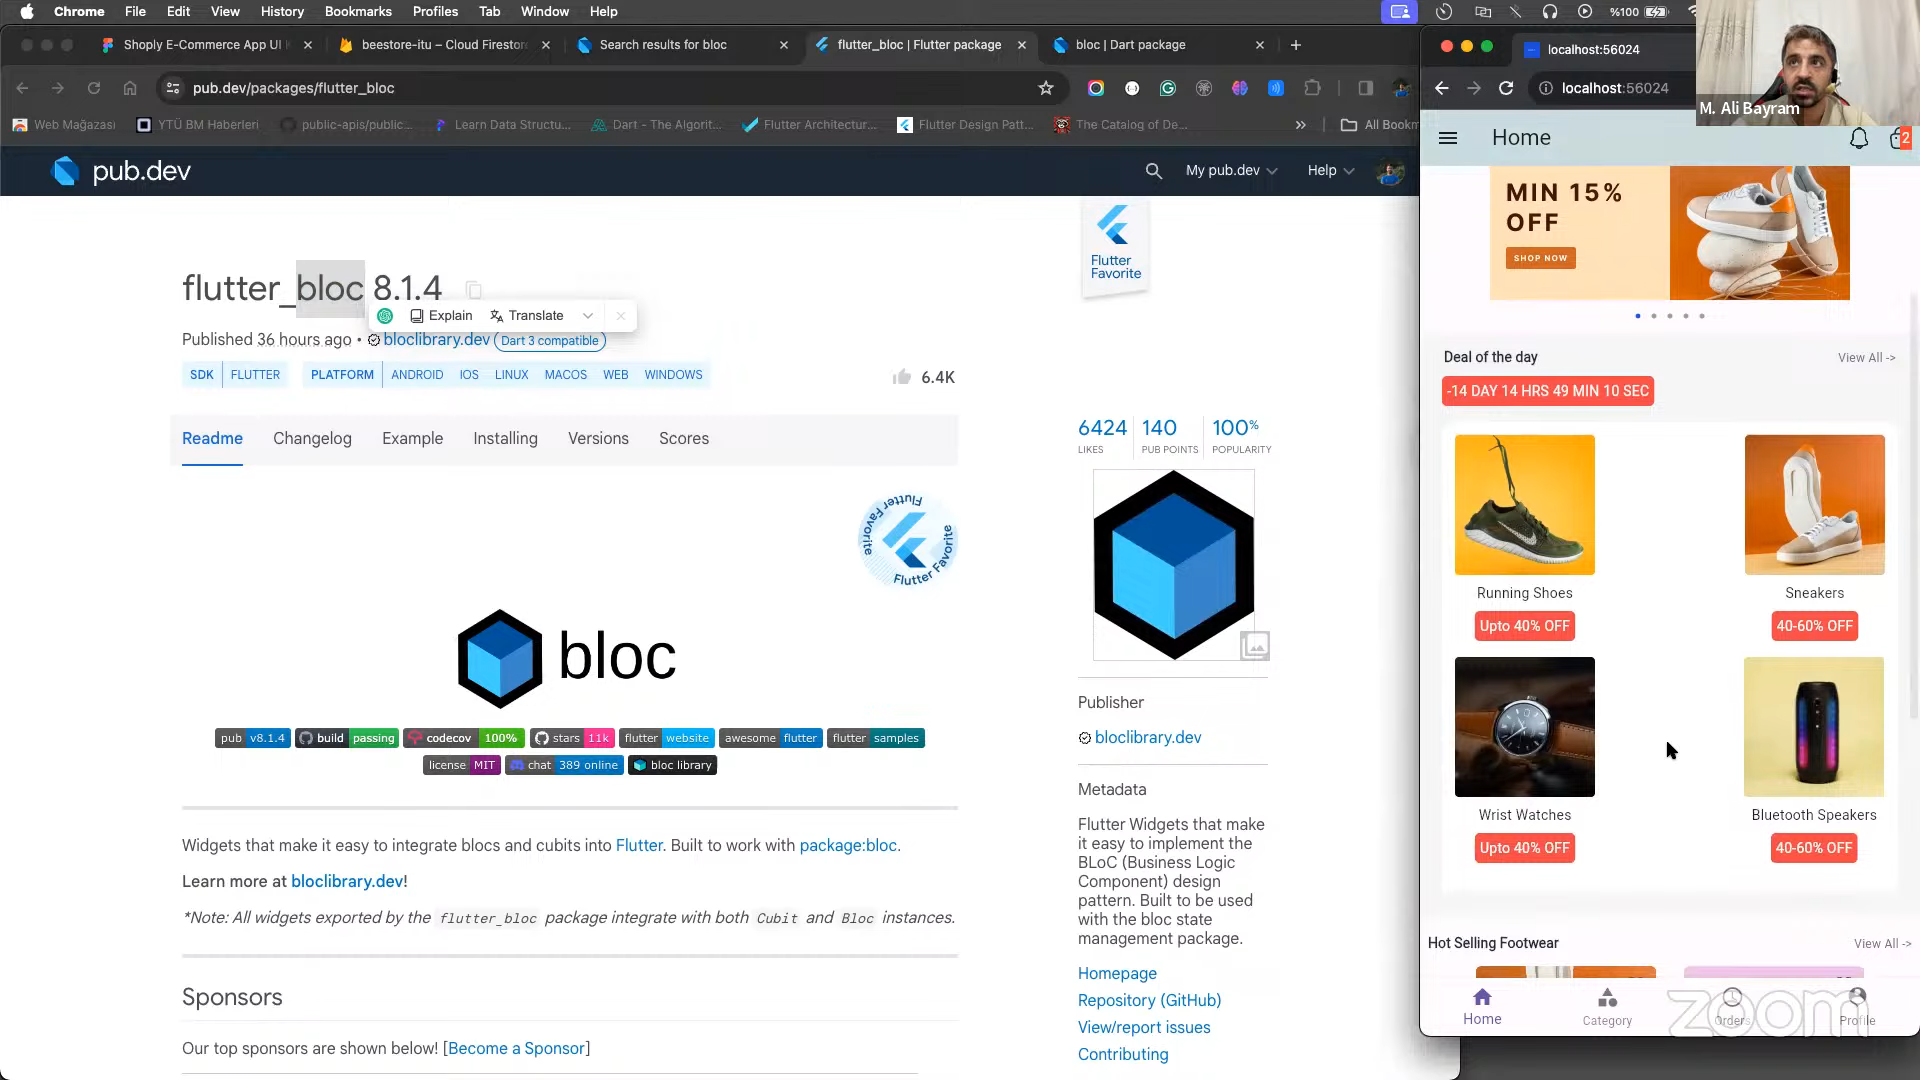 Chrome File Edit View History Bookmarks Profiles Tab Window Help %100
Shoply E-Commerce App UI
beestore-itu – Cloud Firestor
Search results for bloc
flutter_bloc | Flutter package
bloc | Dart package
localhost:56024
pub.dev/packages/flutter_bloc
localhost:56024
M. Ali Bayram
Web Mağazası YTÜ BM Haberleri public-apis/public... Learn Data Structu... Dart - The Algorit... Flutter Architectur... Flutter Design Patt... The Catalog of De... » All Bookm
pub.dev
My pub.dev Help
flutter_bloc 8.1.4
Explain Translate
Published 36 hours ago • bloclibrary.dev Dart 3 compatible
SDK FLUTTER PLATFORM ANDROID IOS LINUX MACOS WEB WINDOWS
6.4K
Readme Changelog Example Installing Versions Scores
Flutter Favorite
Flutter Favorite
bloc
pub v8.1.4 build passing codecov 100% stars 11k flutter website awesome flutter flutter samples
license MIT chat 389 online bloc library
Widgets that make it easy to integrate blocs and cubits into Flutter. Built to work with package:bloc.
Learn more at bloclibrary.dev!
*Note: All widgets exported by the flutter_bloc package integrate with both Cubit and Bloc instances.
Sponsors
Our top sponsors are shown below! [Become a Sponsor]
Flutter
Favorite
6424 140 100%
LIKES PUB POINTS POPULARITY
Publisher
bloclibrary.dev
Metadata
Flutter Widgets that make
it easy to implement the
BLoC (Business Logic
Component) design
pattern. Built to be used
with the bloc state
management package.
Homepage
Repository (GitHub)
View/report issues
Contributing
Home
2
MIN 15%
OFF
SHOP NOW
Deal of the day View All ->
-14 DAY 14 HRS 49 MIN 10 SEC
Running Shoes Sneakers
Upto 40% OFF 40-60% OFF
Wrist Watches Bluetooth Speakers
Upto 40% OFF 40-60% OFF
Hot Selling Footwear View All ->
Home Category Orders Profile
zoom